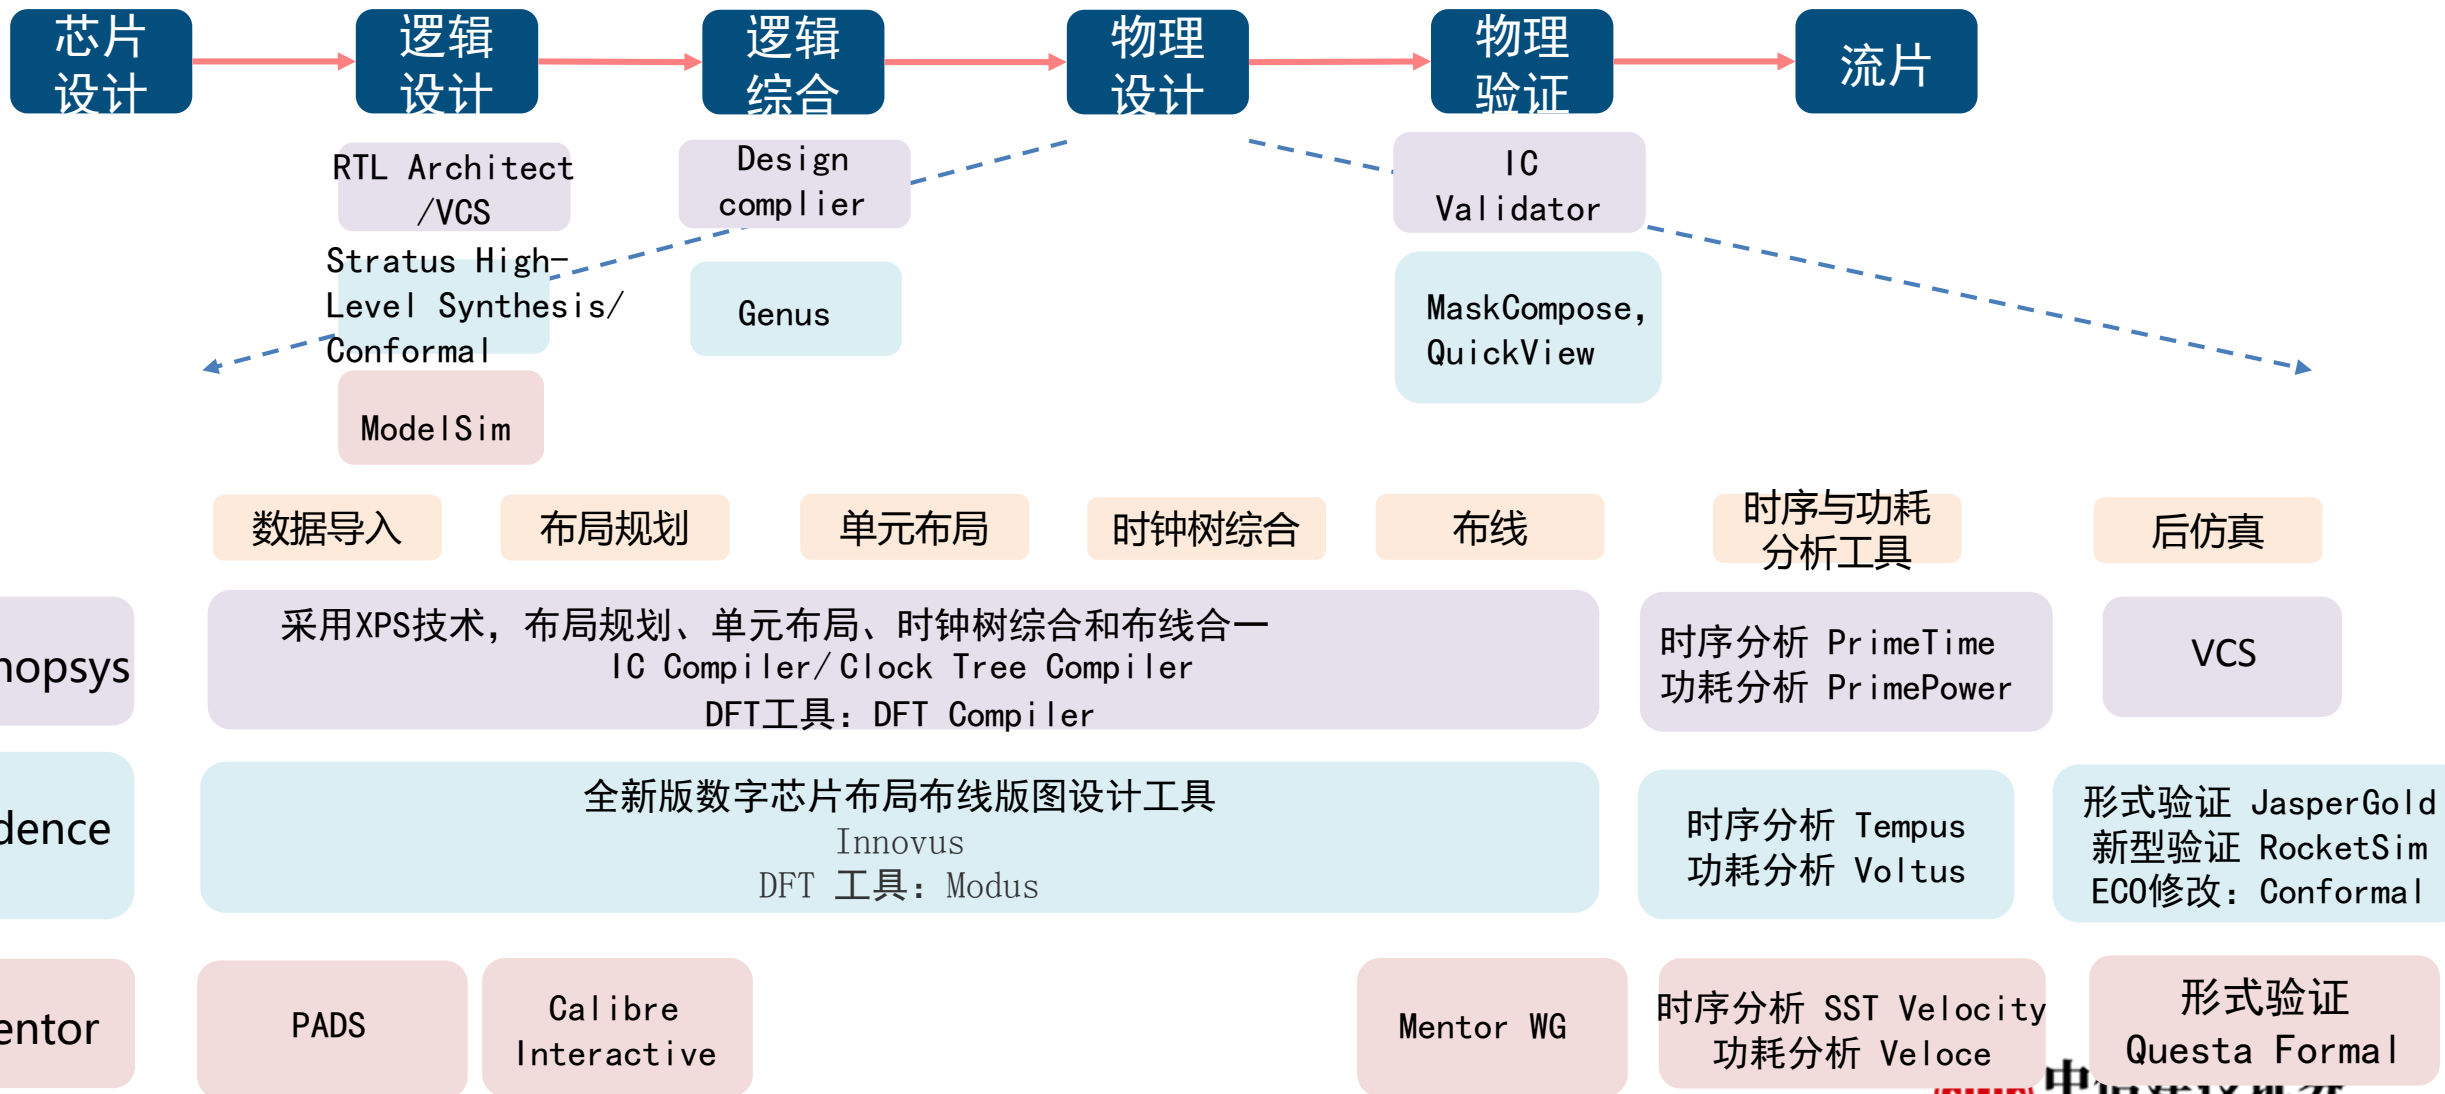 芯片
设计
逻辑
设计
逻辑
综合
物理
设计
物理
验证
流片
RTL Architect
/VCS
Design
complier
IC
Validator
Stratus High-
Level Synthesis/
Conformal
Genus
MaskCompose,
QuickView
ModelSim
数据导入
布局规划
单元布局
时钟树综合
布线
时序与功耗
分析工具
后仿真
nopsys
采用XPS技术，布局规划、单元布局、时钟树综合和布线合一
IC Compiler/Clock Tree Compiler
DFT工具：DFT Compiler
时序分析 PrimeTime
功耗分析 PrimePower
VCS
dence
全新版数字芯片布局布线版图设计工具
Innovus
DFT 工具：Modus
时序分析 Tempus
功耗分析 Voltus
形式验证 JasperGold
新型验证 RocketSim
ECO修改：Conformal
entor
PADS
Calibre
Interactive
Mentor WG
时序分析 SST Velocity
功耗分析 Veloce
形式验证
Questa Formal